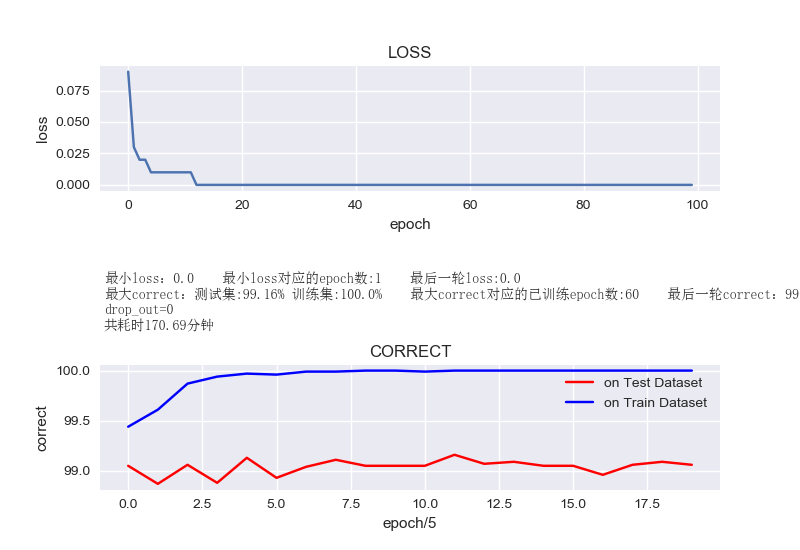 LOSS
0.075
0.050
0.025
0.000
loss
0 20 40 60 80 100
epoch
最小loss: 0.0 最小loss对应的epoch数:1 最后一轮loss:0.0
最大correct: 测试集:99.16% 训练集:100.0% 最大correct对应的已训练epoch数:60 最后一轮correct: 99
drop_out=0
共耗时170.69分钟
CORRECT
100.0
99.5
99.0
correct
on Test Dataset
on Train Dataset
0.0 2.5 5.0 7.5 10.0 12.5 15.0 17.5
epoch/5